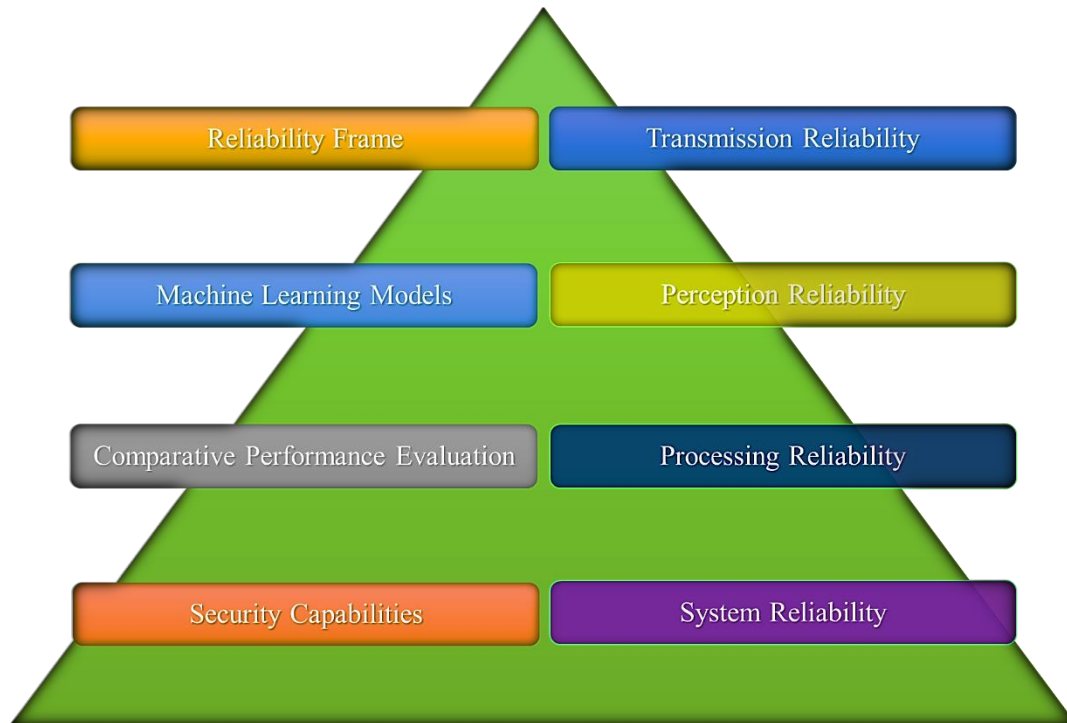 Reliability Frame
Transmission Reliability
Machine Learning Models
Perception Reliability
Comparative Performance Evaluation
Processing Reliability
Security Capabilities
System Reliability